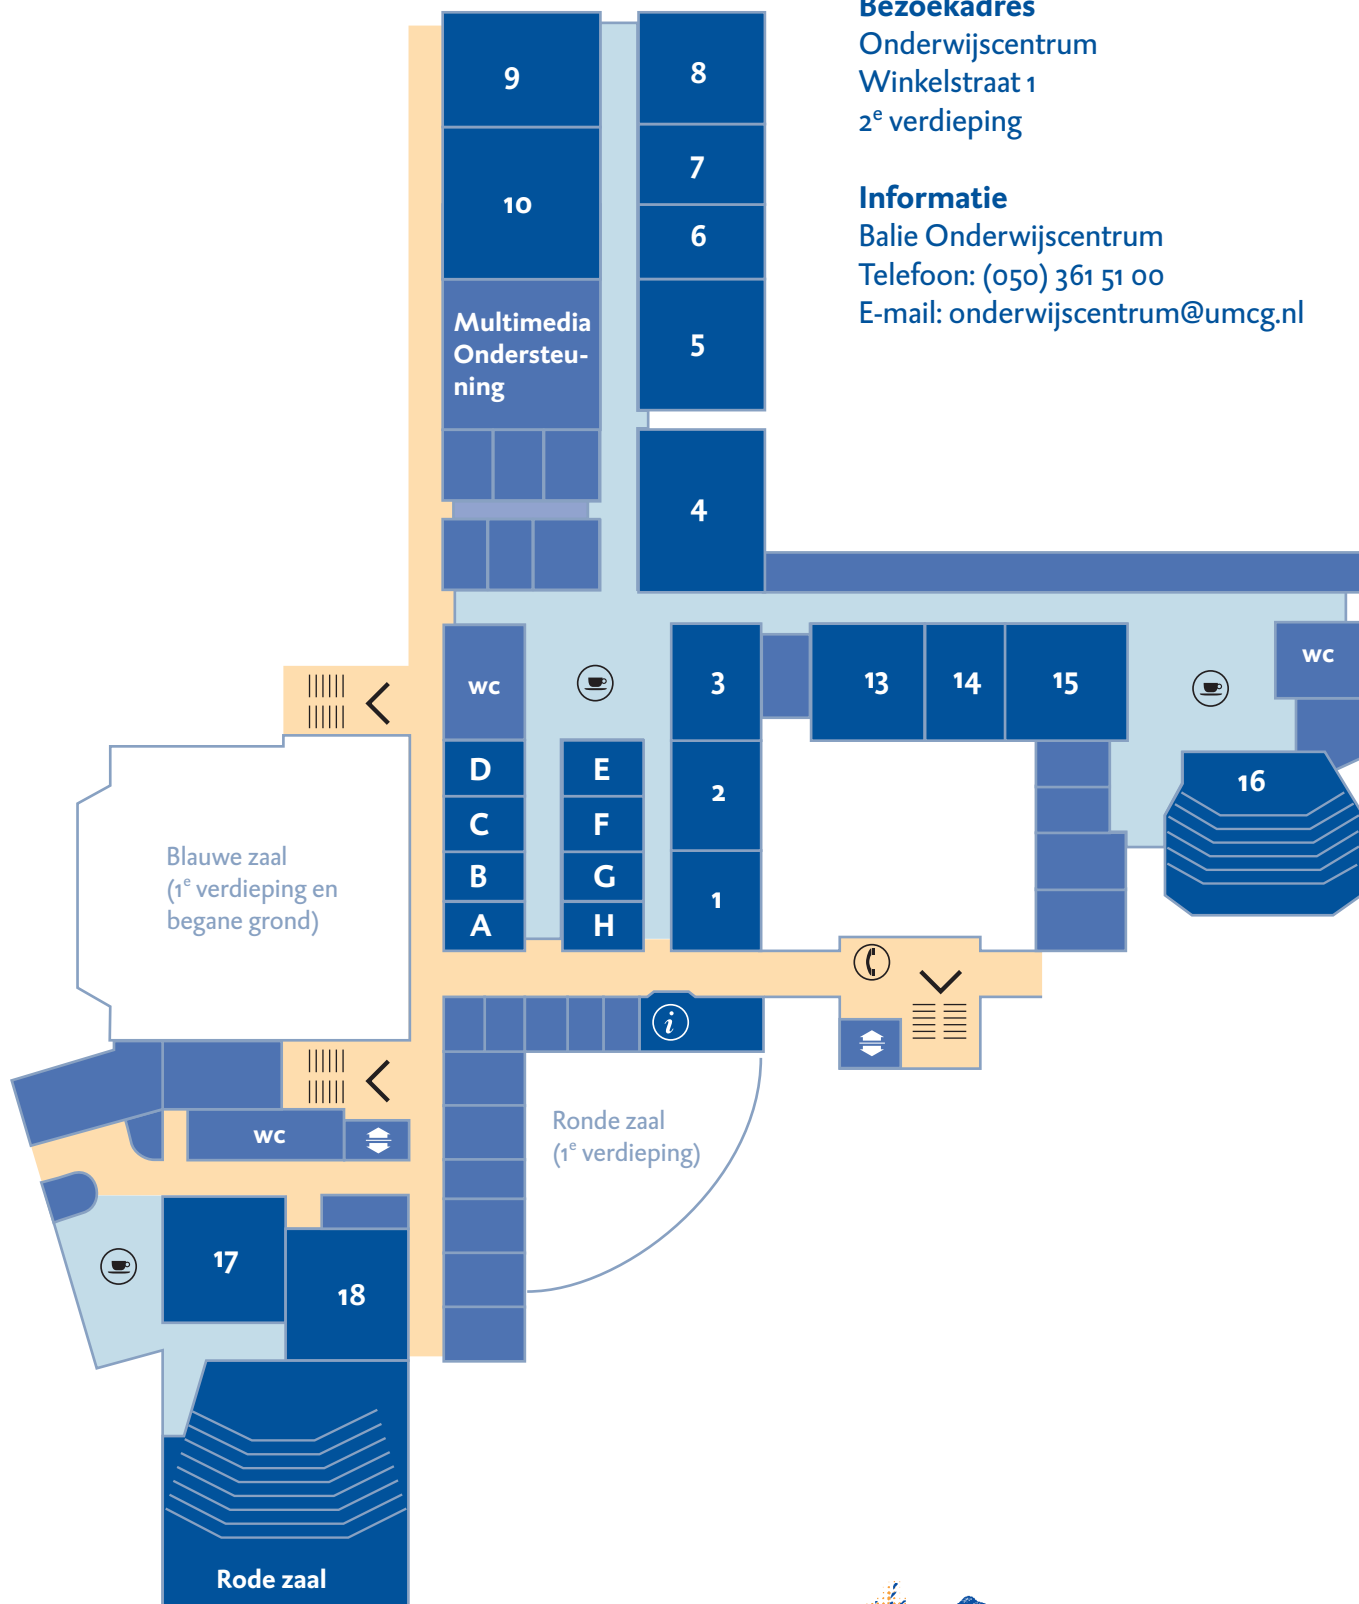 Bezoekadres
Onderwijscentrum
Winkelstraat 1
2e verdieping
Informatie
Balie Onderwijscentrum
Telefoon: (050) 361 51 00
E-mail: onderwijscentrum@umcg.nl
9
8
7
10
6
Multimedia
Ondersteu-
ning
5
4
wc
3
13
14
15
wc
D
E
2
16
C
F
B
G
1
A
H
Blauwe zaal
(1e verdieping en
begane grond)
i
wc
Ronde zaal
(1e verdieping)
17
18
Rode zaal